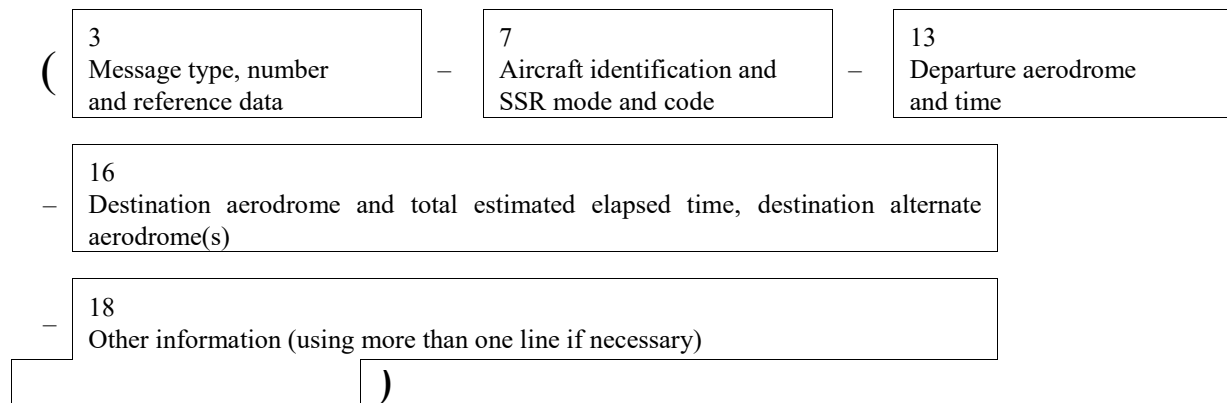 3 7 13
( Message type, number – Aircraft identification and – Departure aerodrome
and reference data SSR mode and code and time
16
– Destination aerodrome and total estimated elapsed time, destination alternate
aerodrome(s)
18
– Other information (using more than one line if necessary)
)